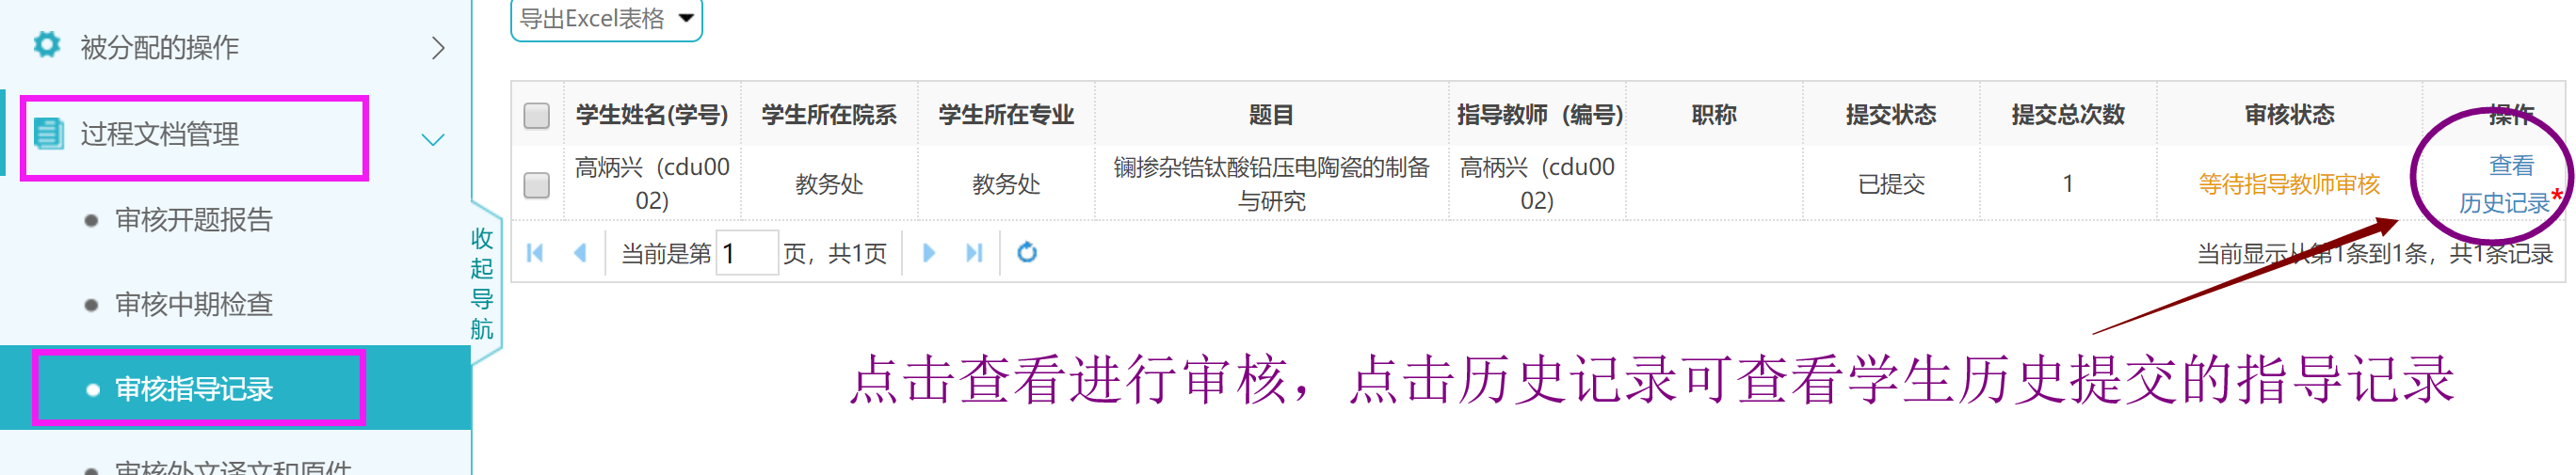 导出Excel表格
被分配的操作
过程文档管理
审核开题报告
审核中期检查
审核指导记录
审核外文译文和原件
收起导航
学生姓名(学号) 学生所在院系 学生所在专业 题目 指导教师（编号) 职称 提交状态 提交总次数 审核状态 操作
高炳兴（cdu00
02) 教务处 教务处 镧掺杂锆钛酸铅压电陶瓷的制备
与研究 高柄兴（cdu00
02) 已提交 1 等待指导教师审核 查看
历史记录*
当前是第 1 页，共1页 当前显示从第1条到1条，共1条记录
点击查看进行审核，点击历史记录可查看学生历史提交的指导记录